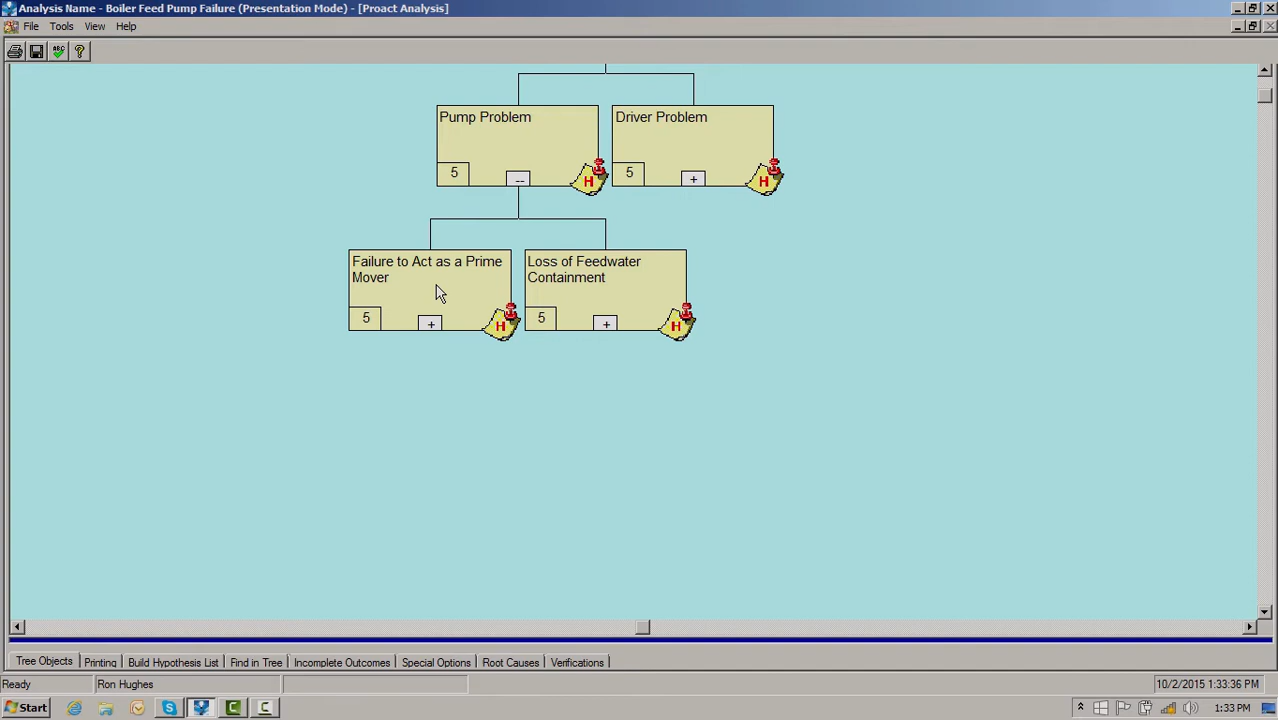 Analysis Name - Boiler Feed Pump Failure (Presentation Mode) - [Proact Analysis]
File Tools View Help
ABC ?
Pump Problem
5
--
H
Driver Problem
5
+
H
Failure to Act as a Prime
Mover
5
+
H
Loss of Feedwater
Containment
5
+
H
Tree Objects Printing Build Hypothesis List Find in Tree Incomplete Outcomes Special Options Root Causes Verifications
Ready Ron Hughes 10/2/2015 1:33:36 PM
Start 1:33 PM